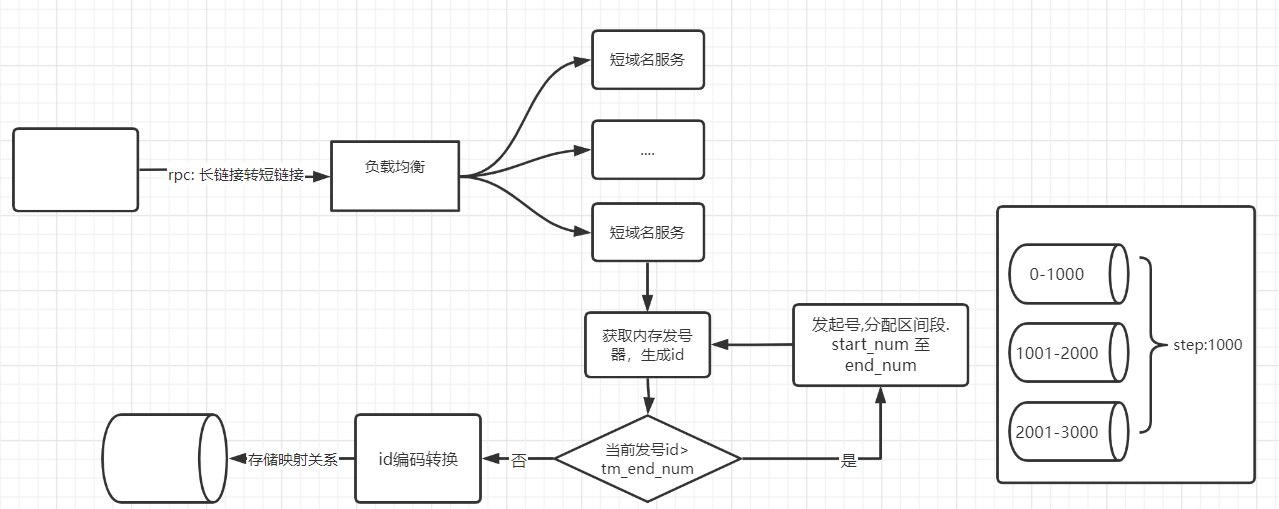 短域名服务
....
短域名服务
rpc: 长链接转短链接
负载均衡
获取内存发号
器，生成id
发起号,分配区间段.
start_num 至
end_num
当前发号id>
tm_end_num
是
否
id编码转换
存储映射关系
0-1000
1001-2000
2001-3000
step:1000